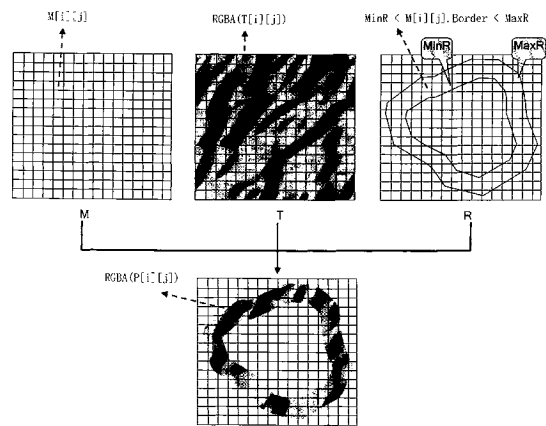 M[i][j]
RGBA(T[i][j])
MinR < M[i][j].Border < MaxR
MinR
MaxR
M
T
R
RGBA(P[i][j])